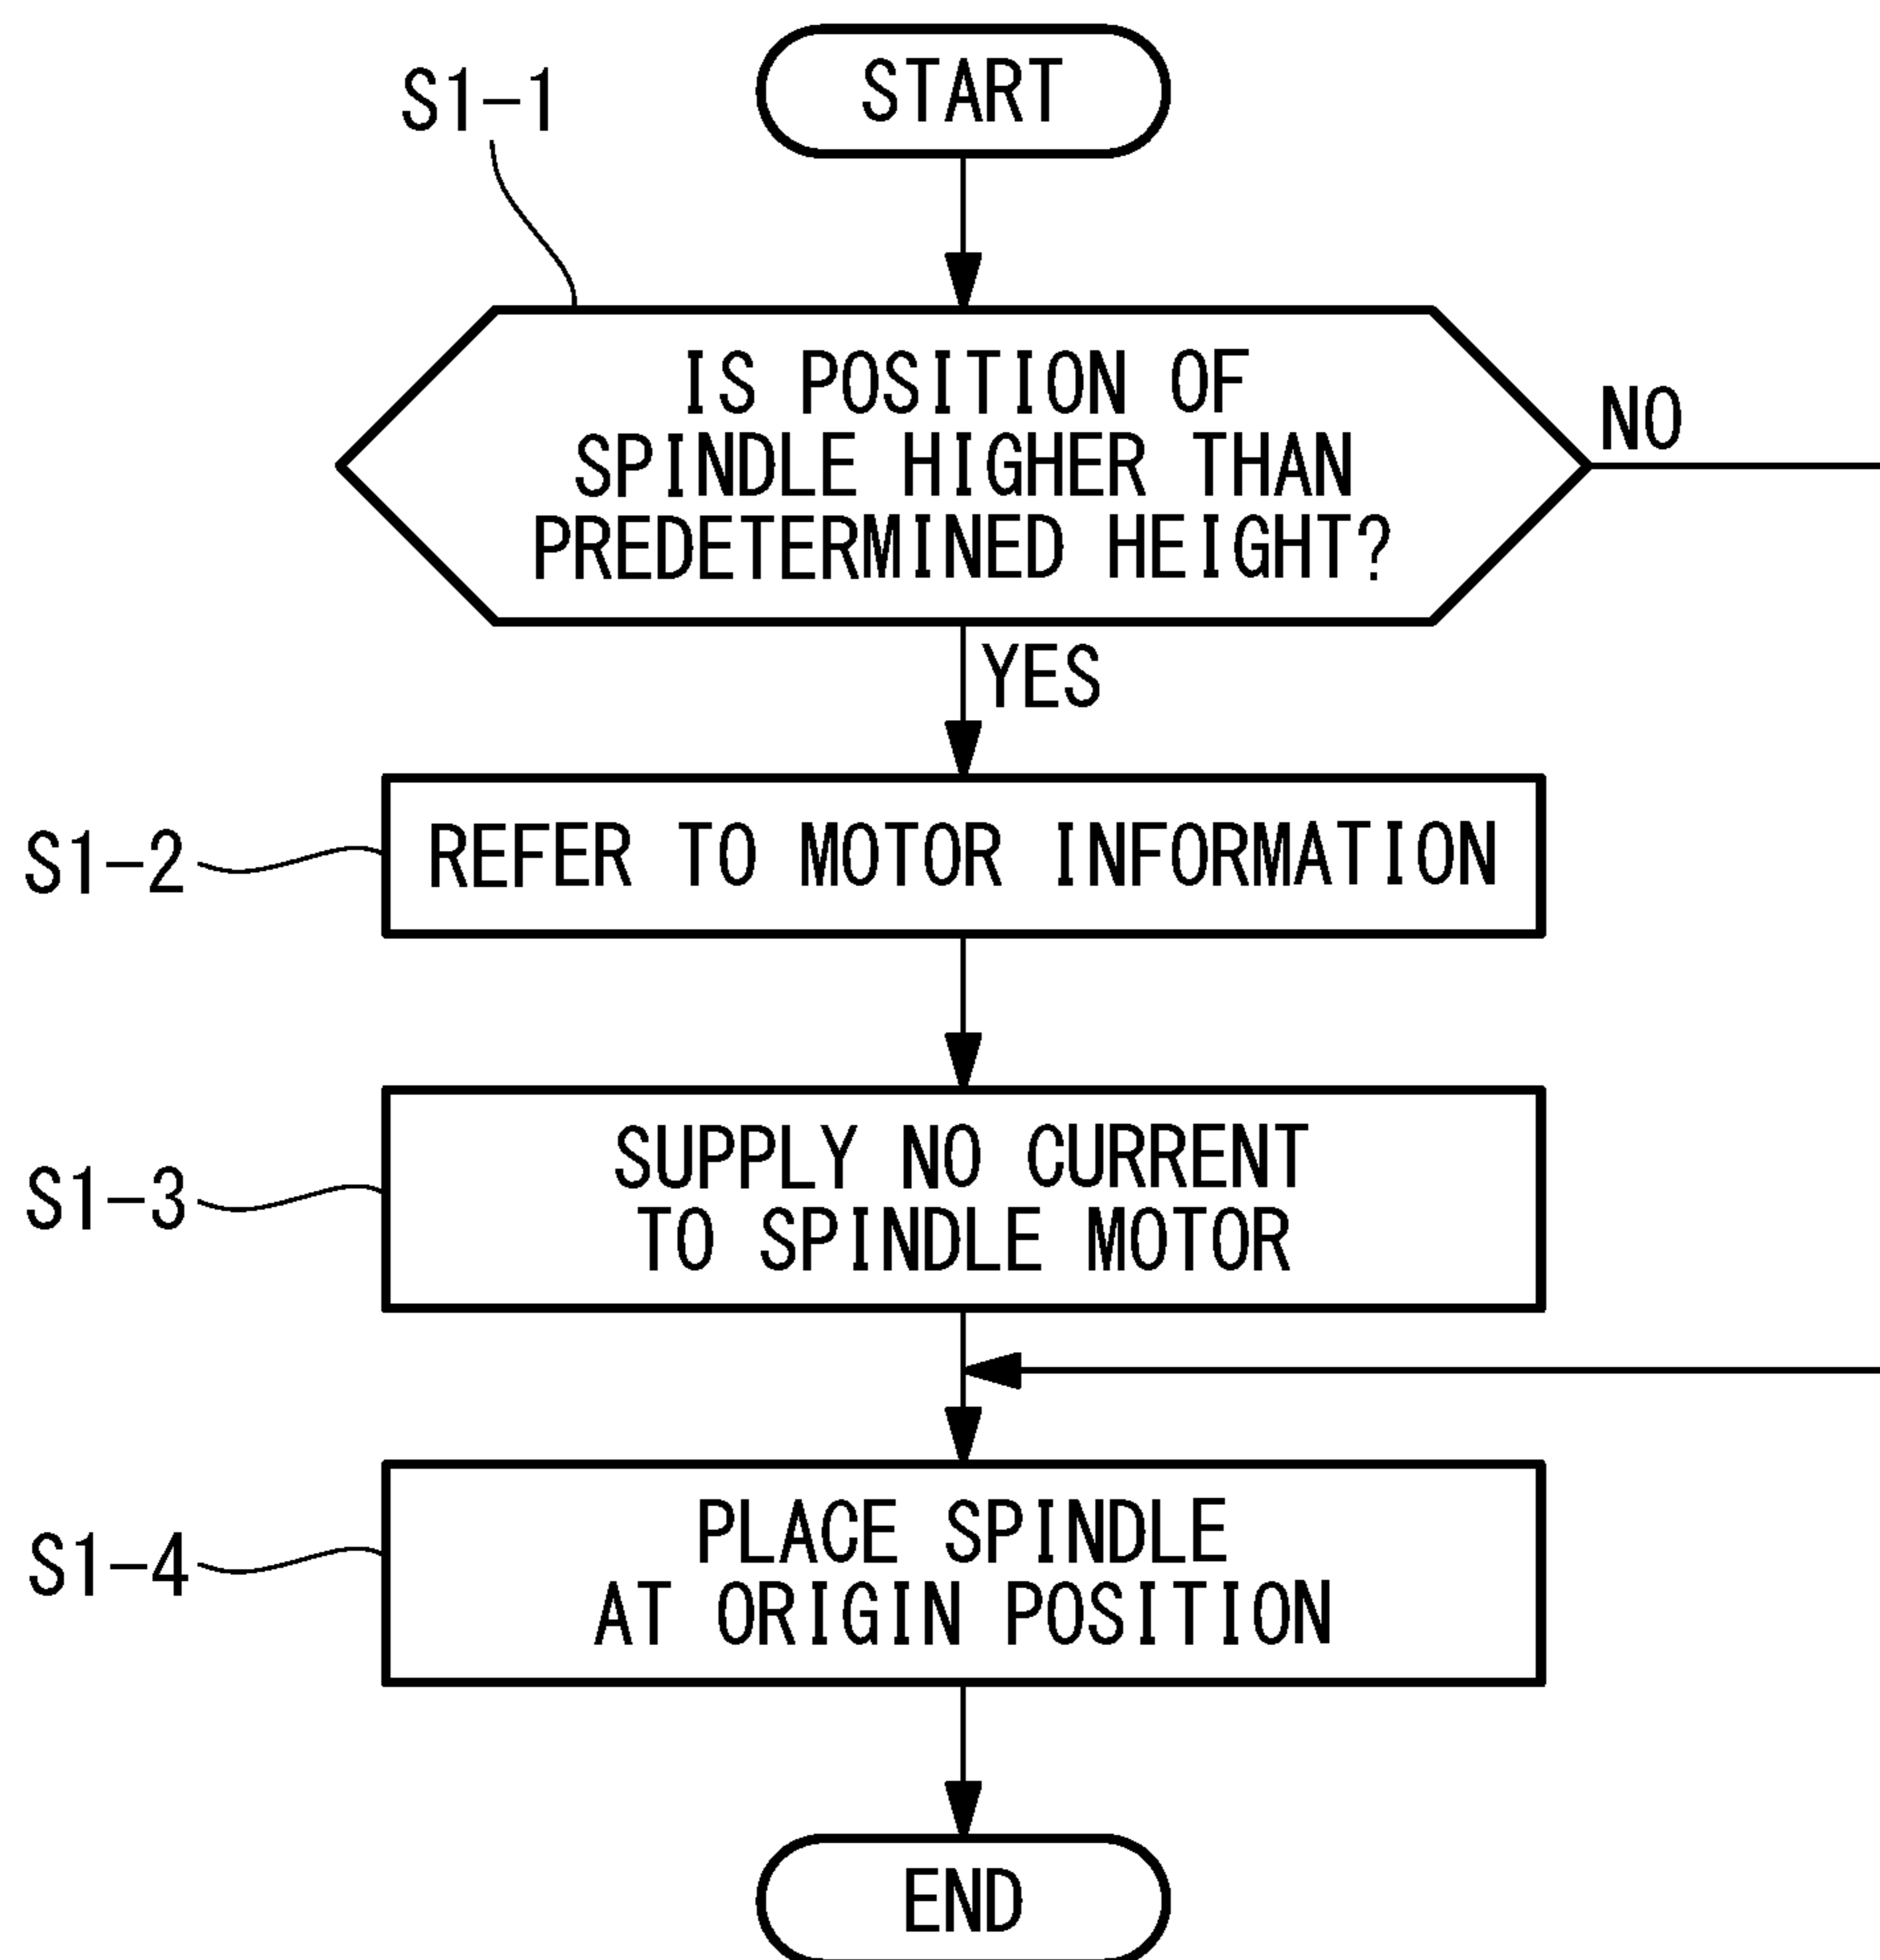 START
S1-1
IS POSITION OF
SPINDLE HIGHER THAN
PREDETERMINED HEIGHT?
NO
YES
S1-2
REFER TO MOTOR INFORMATION
S1-3
SUPPLY NO CURRENT
TO SPINDLE MOTOR
S1-4
PLACE SPINDLE
AT ORIGIN POSITION
END